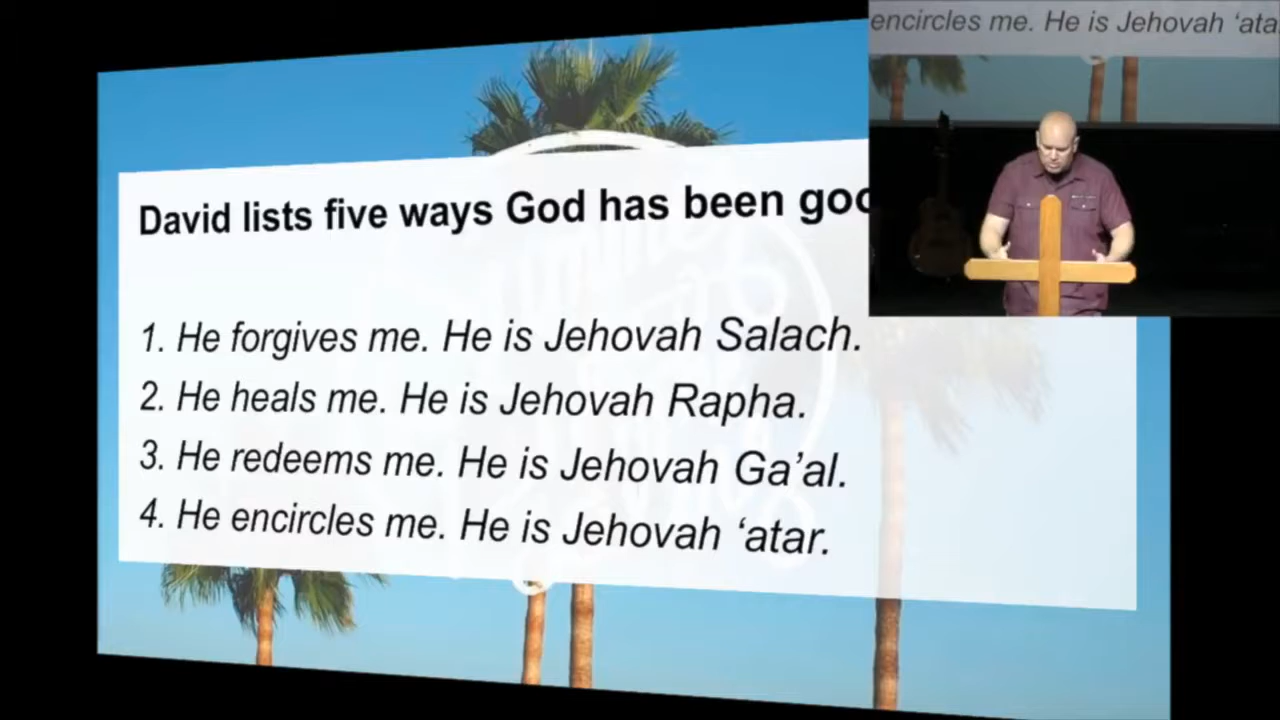 David lists five ways God has been
1. He forgives me. He is Jehovah Salach.
2. He heals me. He is Jehovah Rapha.
3. He redeems me. He is Jehovah Ga’al.
4. He encircles me. He is Jehovah ‘atar.
encircles me. He is Jehovah